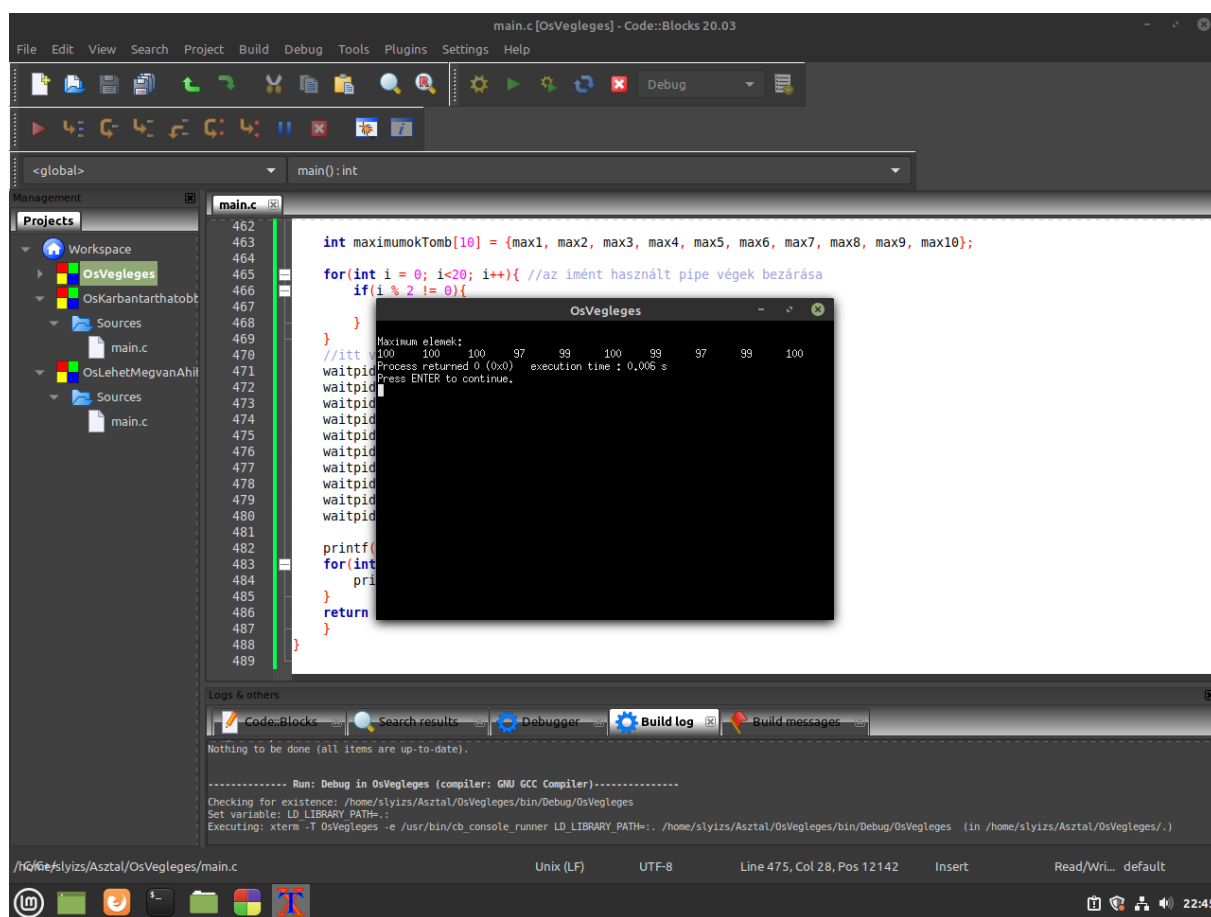 main.c [OsVegleges] - Code::Blocks 20.03
File Edit View Search Project Build Debug Tools Plugins Settings Help
Debug
<global> main() : int
Management
Projects
Workspace
OsVegleges
OsKarbantarthatobt
Sources
main.c
OsLehetMegvanAhil
Sources
main.c
main.c
462
463 int maximumokTomb[10] = {max1, max2, max3, max4, max5, max6, max7, max8, max9, max10};
464
465 for(int i = 0; i<20; i++){ //az imént használt pipe végek bezárása
466 if(i % 2 != 0){
467
468 }
469 }
470 //itt v
471 waitpid
472 waitpid
473 waitpid
474 waitpid
475 waitpid
476 waitpid
477 waitpid
478 waitpid
479 waitpid
480 waitpid
481
482 printf(
483 for(int
484 pri
485 }
486 return
487 }
488 }
489
OsVegleges
Maximum elemek:
100 100 100 97 99 100 99 97 99 100
Process returned 0 (0x0) execution time : 0.006 s
Press ENTER to continue.
Logs & others
Code::Blocks Search results Debugger Build log Build messages
Nothing to be done (all items are up-to-date).
-------------- Run: Debug in OsVegleges (compiler: GNU GCC Compiler)---------------
Checking for existence: /home/slyizs/Asztal/OsVegleges/bin/Debug/OsVegleges
Set variable: LD_LIBRARY_PATH=.:
Executing: xterm -T OsVegleges -e /usr/bin/cb_console_runner LD_LIBRARY_PATH=:. /home/slyizs/Asztal/OsVegleges/bin/Debug/OsVegleges (in /home/slyizs/Asztal/OsVegleges/.)
/home/slyizs/Asztal/OsVegleges/main.c Unix (LF) UTF-8 Line 475, Col 28, Pos 12142 Insert Read/Wri... default
22:45